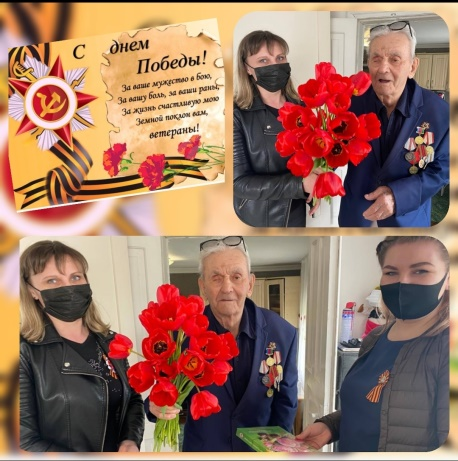 С днем
Победы!
За ваше мужество в бою,
За вашу боль, за ваши раны,
За жизнь счастливую мою
Земной поклон вам,
ветераны!